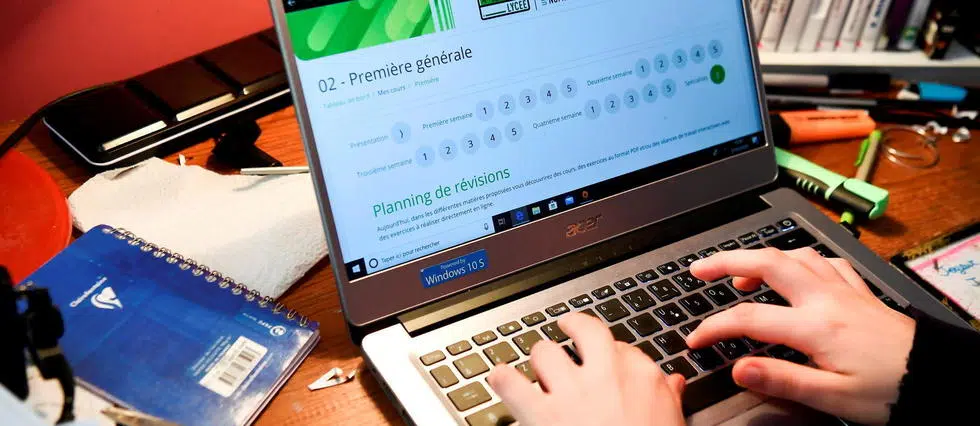 LYCÉE
02 - Première générale
Tableau de bord / Mes cours / Première
Présentation ) Première semaine 1 2 3 4 5 Deuxième semaine 1 2 3 4 5 Spécialités
Troisième semaine 1 2 3 4 5 Quatrième semaine 1 2 3 4 5
Planning de révisions
Aujourd'hui, dans les différentes matières proposées vous découvrirez des cours, des exercices au format PDF et/ou des séances de travail interactives avec
des exercices à réaliser directement en ligne.
Taper ici pour rechercher
acer
Powered by
Windows 10 S
Clairefontaine